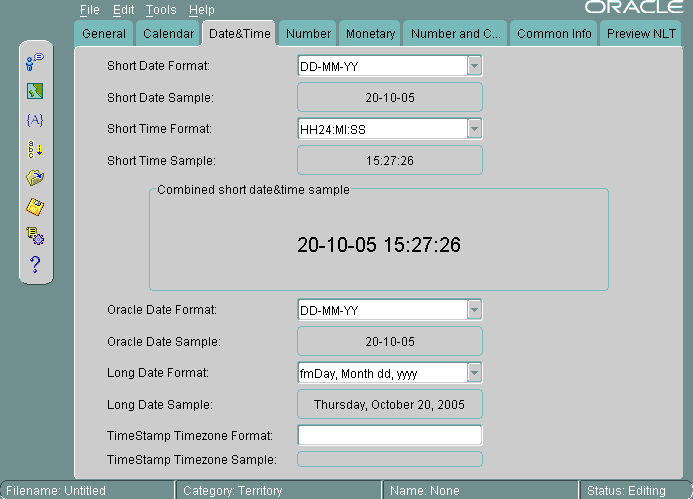 ORACLE
File Edit Tools Help
General Calendar Date&Time Number Monetary Number and C... Common Info Preview NLT
Short Date Format: DD-MM-YY
Short Date Sample: 20-10-05
Short Time Format: HH24:MI:SS
Short Time Sample: 15:27:26
Combined short date&time sample
20-10-05 15:27:26
Oracle Date Format: DD-MM-YY
Oracle Date Sample: 20-10-05
Long Date Format: fmDay, Month dd, yyyy
Long Date Sample: Thursday, October 20, 2005
TimeStamp Timezone Format:
TimeStamp Timezone Sample:
Filename: Untitled Category: Territory Name: None Status: Editing